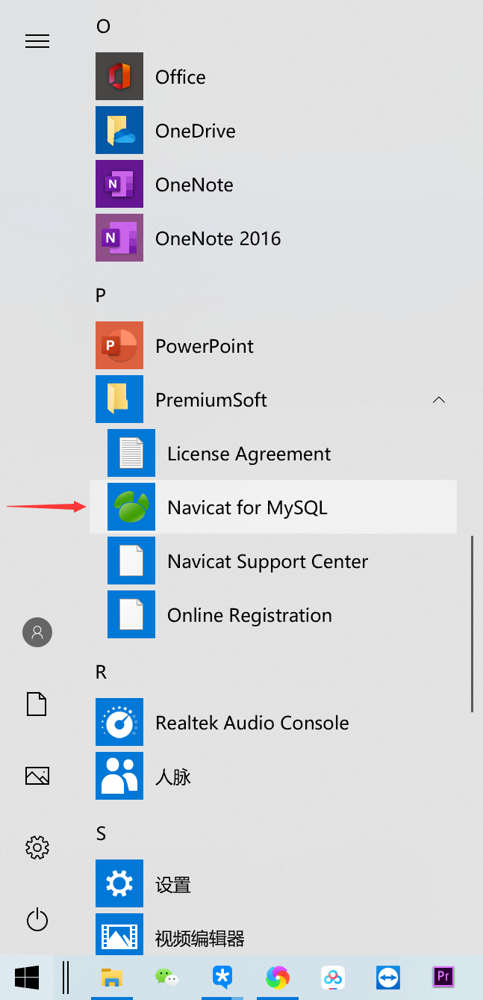 O
Office
OneDrive
N
OneNote
N
OneNote 2016
P
P
PowerPoint
PremiumSoft
License Agreement
Navicat for MySQL
Navicat Support Center
Online Registration
R
Realtek Audio Console
人脉
S
设置
视频编辑器
Pr